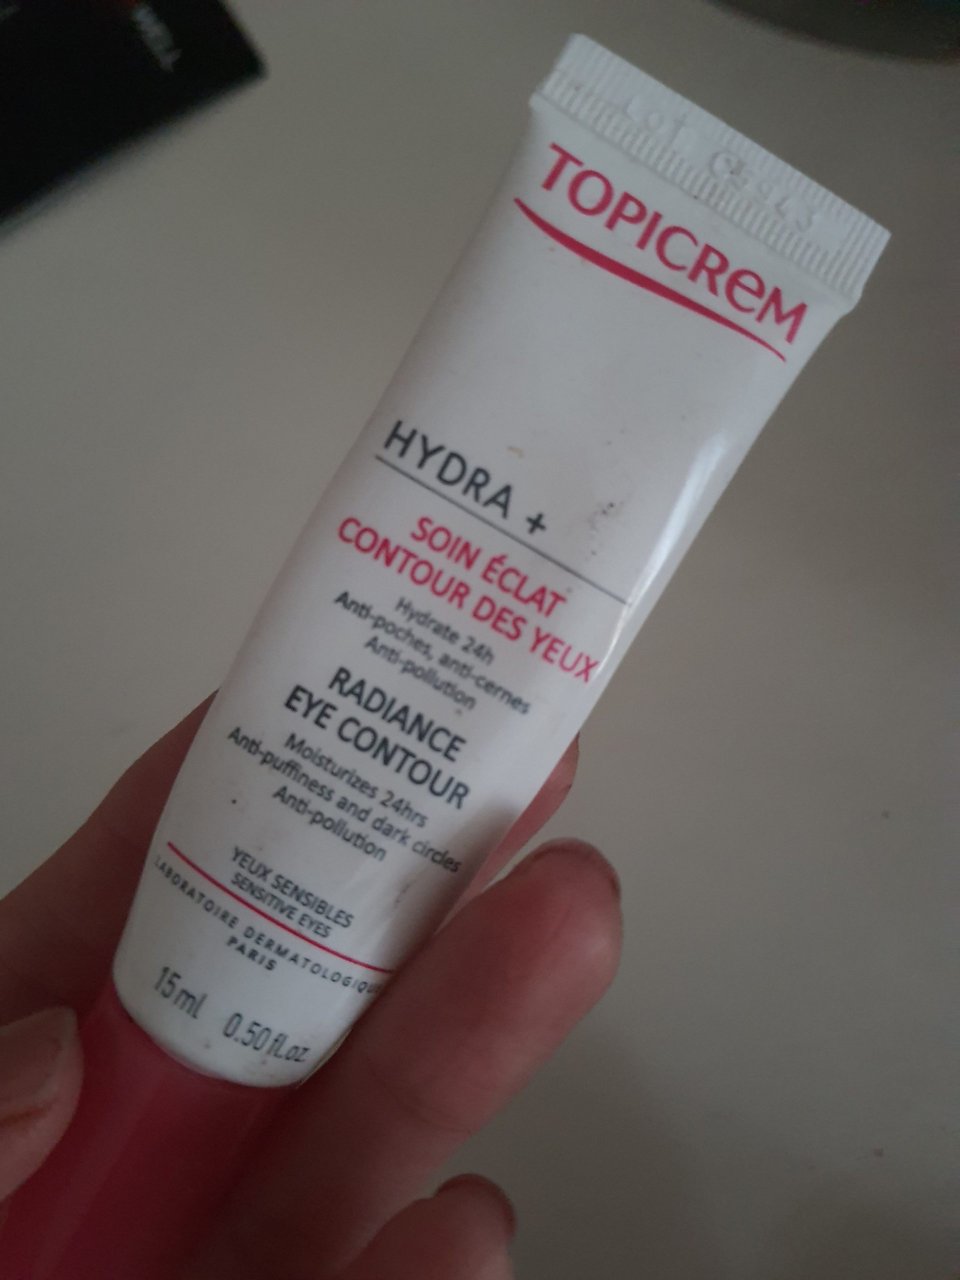 TOPICREM
HYDRA +
SOIN ÉCLAT
CONTOUR DES YEUX
Hydrate 24h
Anti-poches, anti-cernes
Anti-pollution
RADIANCE
EYE CONTOUR
Moisturizes 24hrs
Anti-puffiness and dark circles
Anti-pollution
YEUX SENSIBLES
SENSITIVE EYES
LABORATOIRE DERMATOLOGIQUE
PARIS
15 ml 0.50 fl.oz.